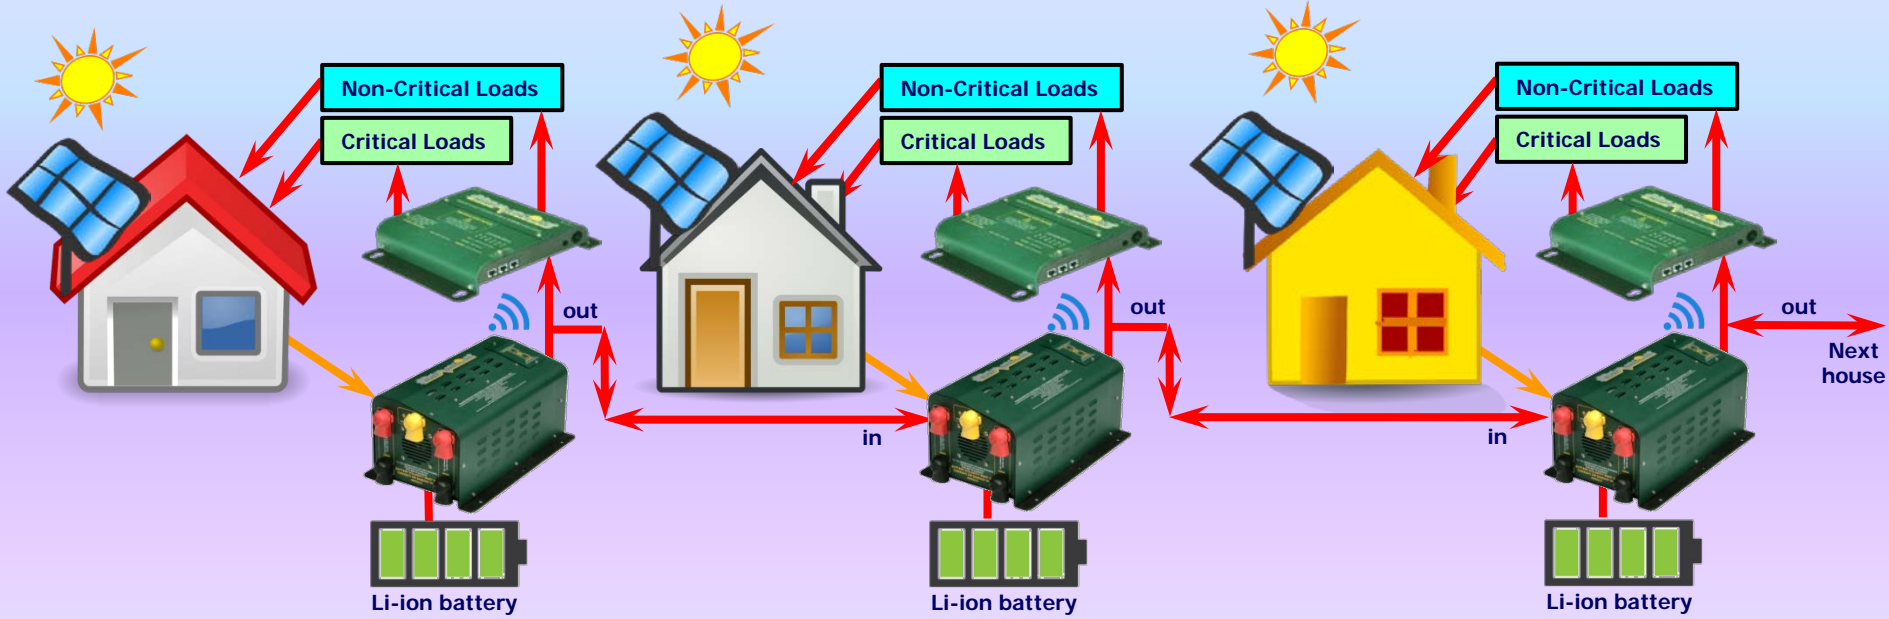 Non-Critical Loads
Critical Loads
out
in
Li-ion battery
Non-Critical Loads
Critical Loads
out
in
Li-ion battery
Non-Critical Loads
Critical Loads
out
Next
house
Li-ion battery